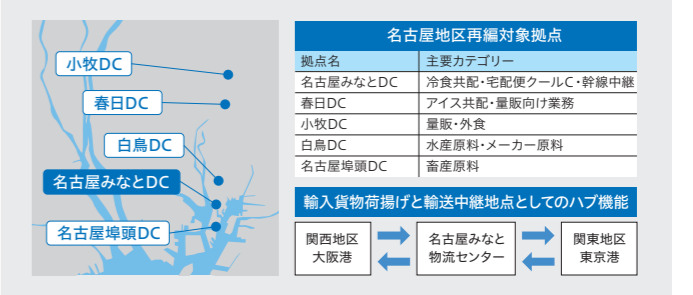 小牧DC
春日DC
白鳥DC
名古屋みなとDC
名古屋埠頭DC
名古屋地区再編対象拠点
拠点名 主要カテゴリー
名古屋みなとDC 冷食共配・宅配便クールC・幹線中継
春日DC アイス共配・量販向け業務
小牧DC 量販・外食
白鳥DC 水産原料・メーカー原料
名古屋埠頭DC 畜産原料
輸入貨物荷揚げと輸送中継地点としてのハブ機能
関西地区
大阪港
名古屋みなと
物流センター
関東地区
東京港